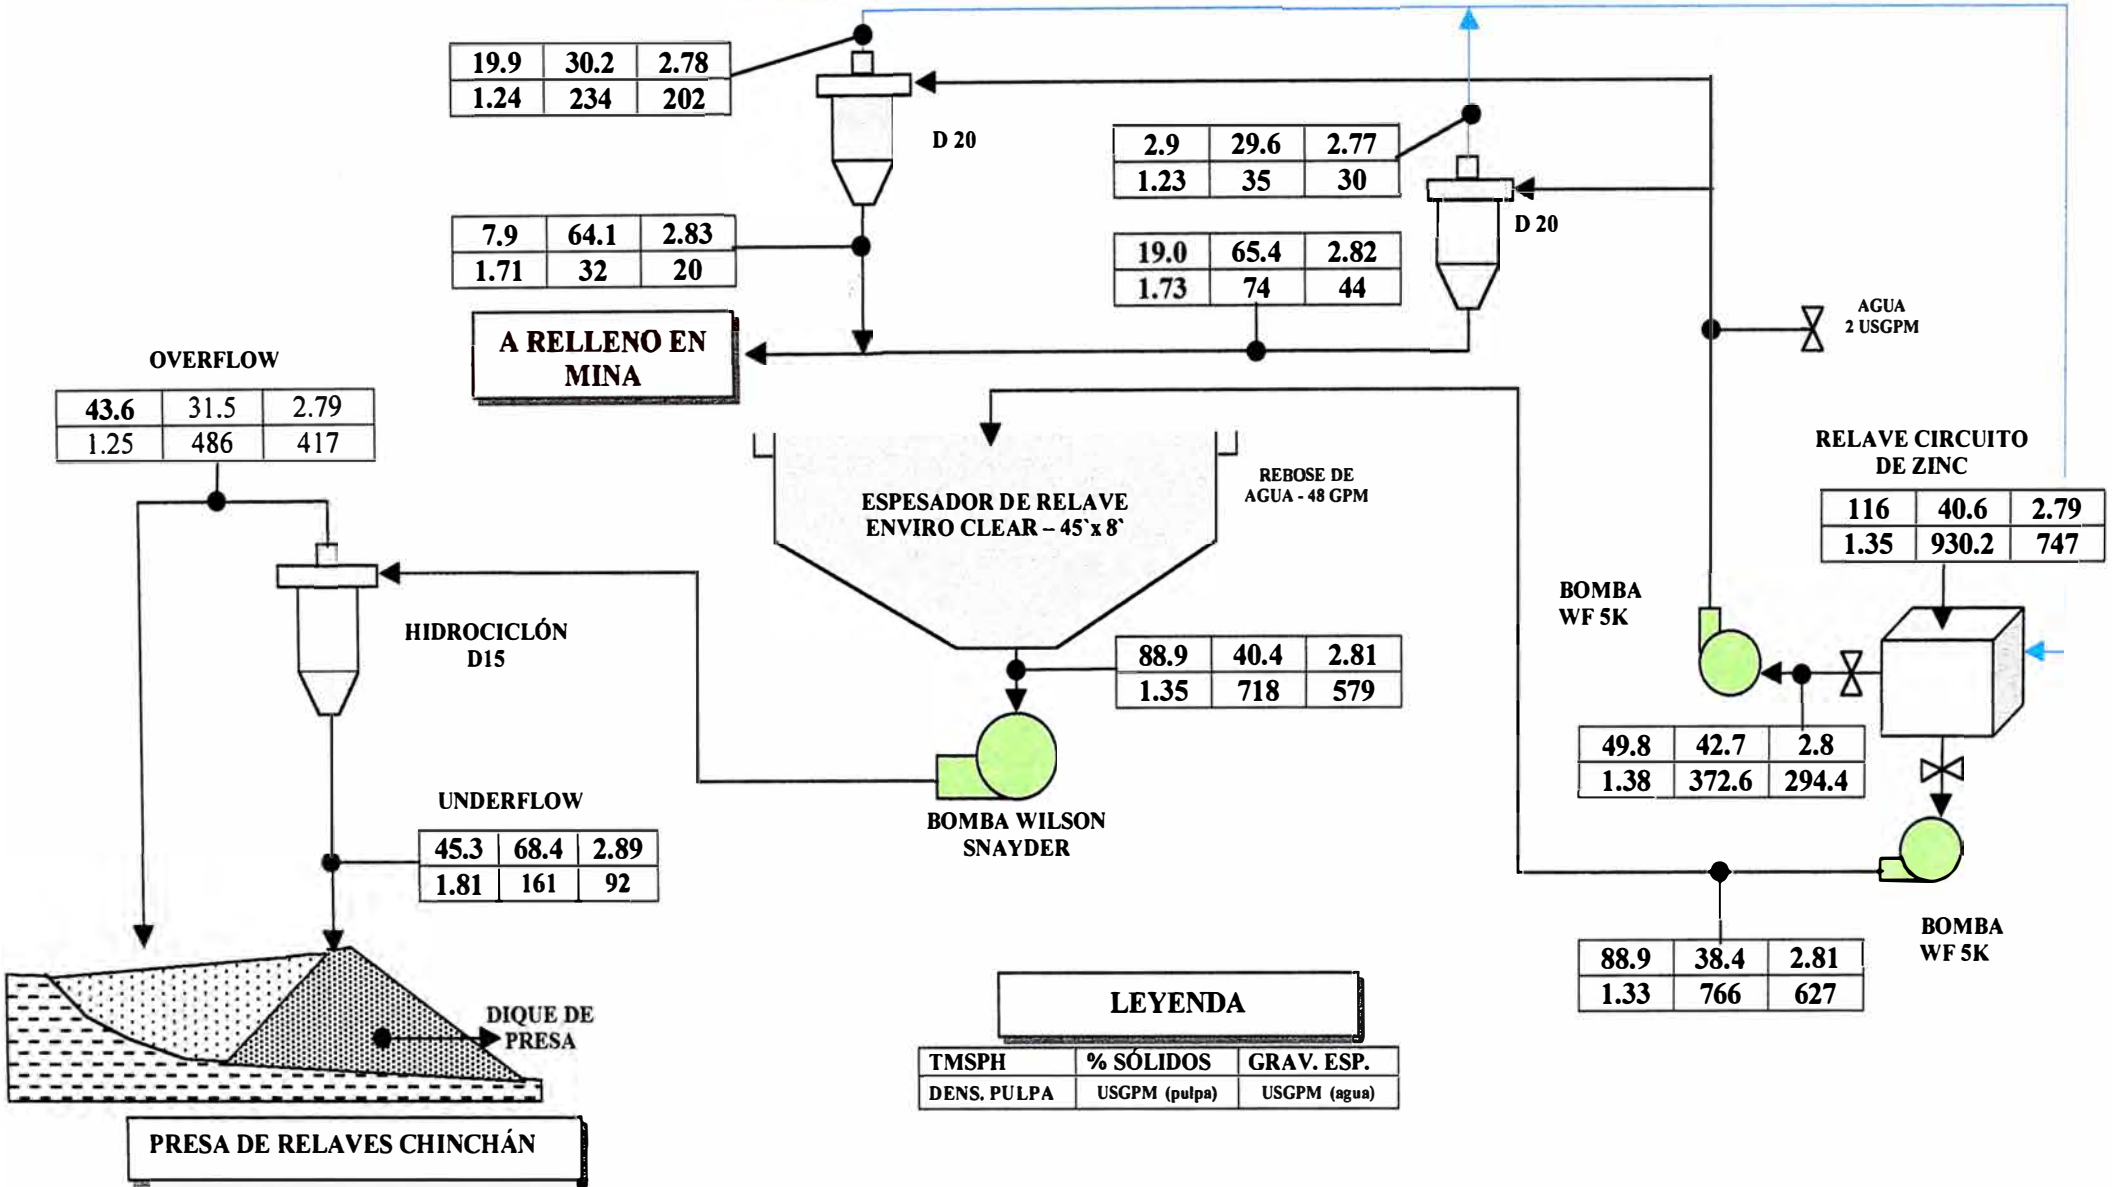 19.9 30.2 2.78
1.24 234 202
D 20
2.9 29.6 2.77
1.23 35 30
D 20
7.9 64.1 2.83
1.71 32 20
19.0 65.4 2.82
1.73 74 44
A RELLENO EN
MINA
AGUA
2 USGPM
OVERFLOW
43.6 31.5 2.79
1.25 486 417
ESPESADOR DE RELAVE
ENVIRO CLEAR – 45`x 8`
REBOSE DE
AGUA - 48 GPM
RELAVE CIRCUITO
DE ZINC
116 40.6 2.79
1.35 930.2 747
BOMBA
WF 5K
HIDROCICLÓN
D15
88.9 40.4 2.81
1.35 718 579
49.8 42.7 2.8
1.38 372.6 294.4
BOMBA WILSON
SNAYDER
UNDERFLOW
45.3 68.4 2.89
1.81 161 92
BOMBA
WF 5K
88.9 38.4 2.81
1.33 766 627
DIQUE DE
PRESA
LEYENDA
TMSPH % SÓLIDOS GRAV. ESP.
DENS. PULPA USGPM (pulpa) USGPM (agua)
PRESA DE RELAVES CHINCHÁN